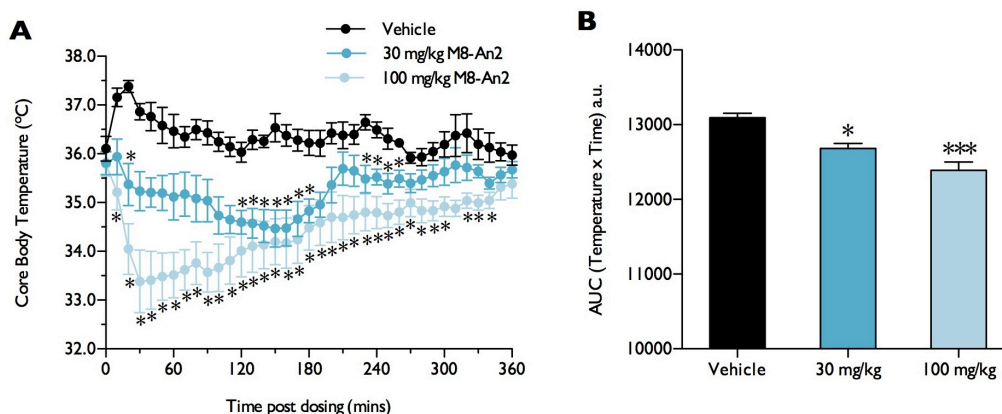 A
Vehicle
30 mg/kg M8-An2
100 mg/kg M8-An2
Core Body Temperature (ºC)
38.0
37.0
36.0
35.0
34.0
33.0
32.0
0 60 120 180 240 300 360
Time post dosing (mins)
B
AUC (Temperature x Time) a.u.
14000
13000
12000
11000
10000
*
***
Vehicle 30 mg/kg 100 mg/kg